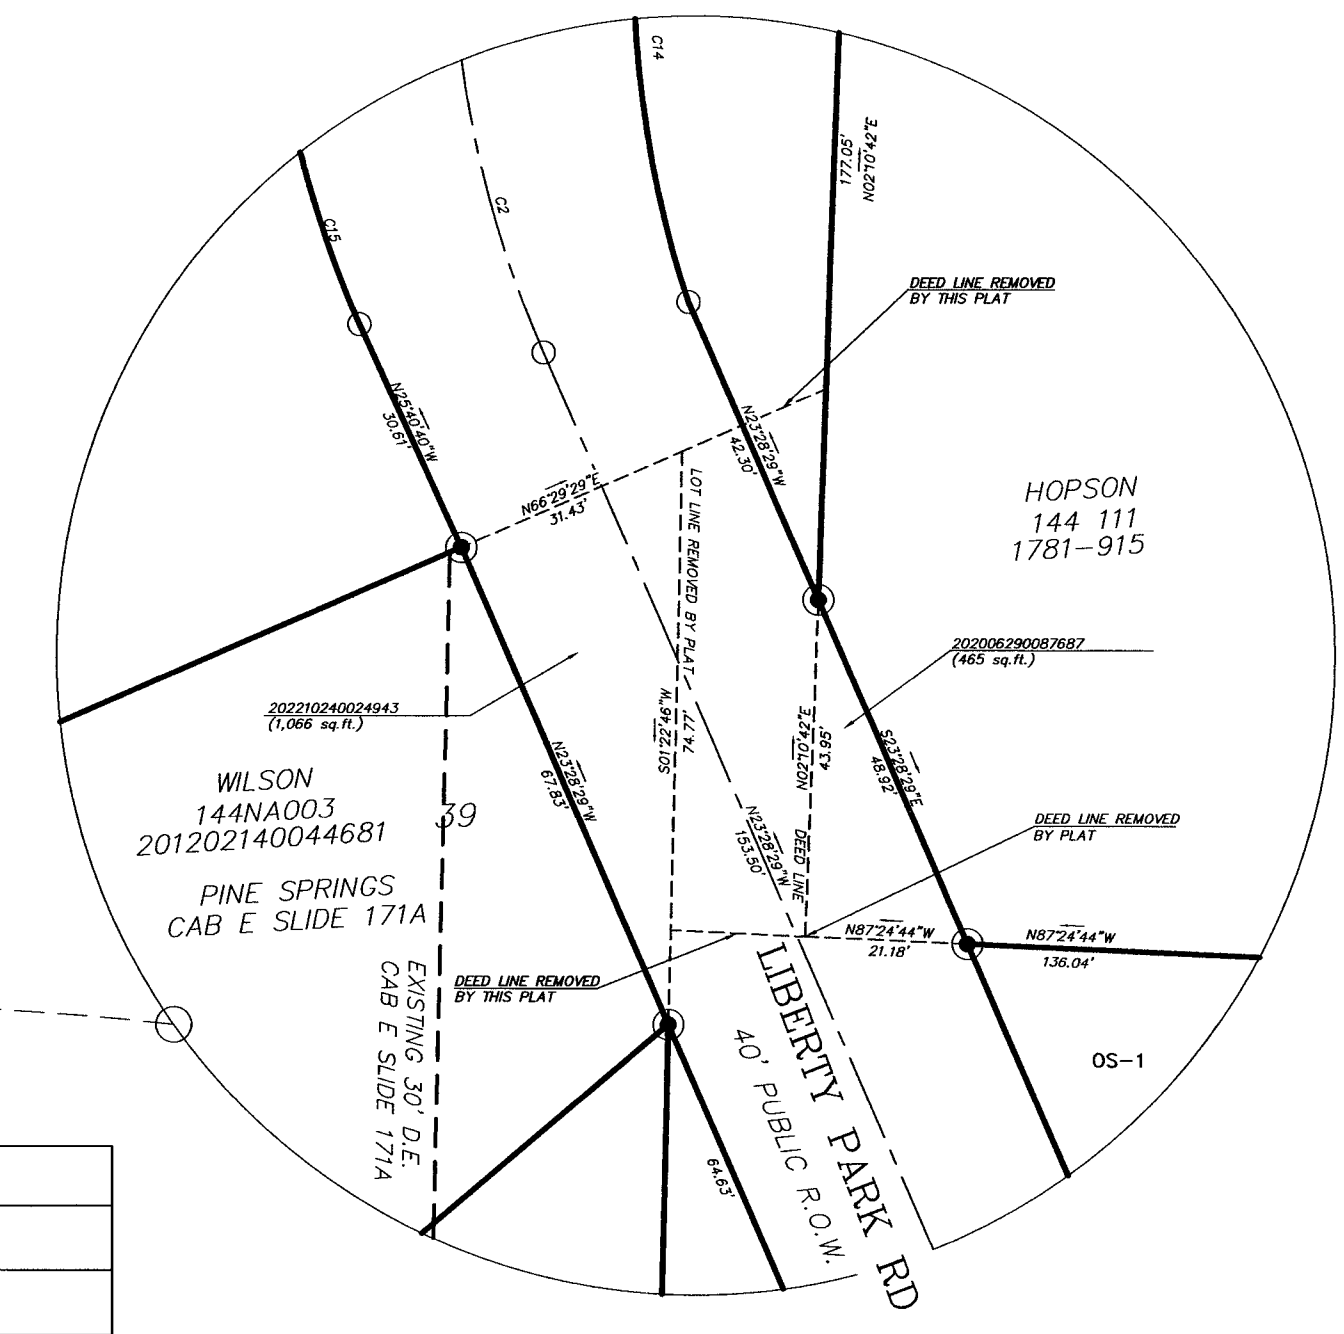 C14
C2
C15
177.05'
N02°10'42"E
DEED LINE REMOVED
BY THIS PLAT
N25°40'40"W
30.61'
N23°28'29"W
42.30'
N66°29'29"E
31.43'
LOT LINE REMOVED BY PLAT
HOPSON
144 111
1781-915
202006290087687
(465 sq.ft.)
202210240024943
(1,066 sq.ft.)
S01°22'46"W
74.77'
N02°10'42"E
43.95'
DEED LINE
S23°28'29"E
48.92'
N23°28'29"W
67.83'
WILSON
144NA003
201202140044681
39
PINE SPRINGS
CAB E SLIDE 171A
N23°28'29"W
153.50'
DEED LINE REMOVED
BY PLAT
N87°24'44"W
21.18'
N87°24'44"W
136.04'
DEED LINE REMOVED
BY THIS PLAT
EXISTING 30' D.E.
CAB E SLIDE 171A
LIBERTY PARK RD
40' PUBLIC R.O.W.
OS-1
64.63'